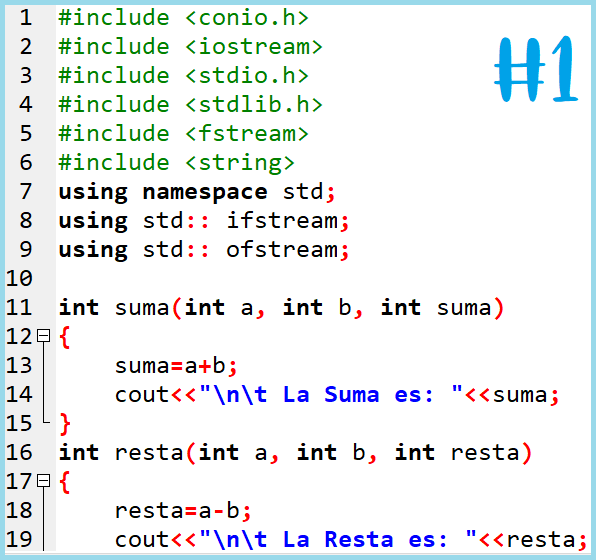 #1
1 #include <conio.h>
2 #include <iostream>
3 #include <stdio.h>
4 #include <stdlib.h>
5 #include <fstream>
6 #include <string>
7 using namespace std;
8 using std:: ifstream;
9 using std:: ofstream;
10
11 int suma(int a, int b, int suma)
12 {
13     suma=a+b;
14     cout<<"\n\t La Suma es: "<<suma;
15 }
16 int resta(int a, int b, int resta)
17 {
18     resta=a-b;
19     cout<<"\n\t La Resta es: "<<resta;